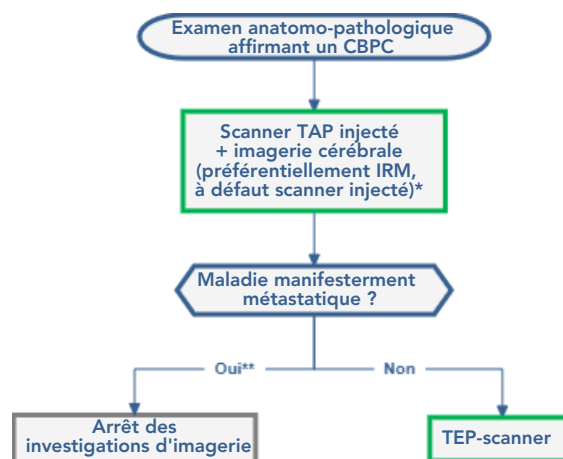 Examen anatomo-pathologique
affirmant un CBPC
Scanner TAP injecté
+ imagerie cérébrale
(préférentiellement IRM,
à défaut scanner injecté)*
Maladie manifesterment
métastatique ?
Oui**
Non
Arrêt des
investigations d'imagerie
TEP-scanner